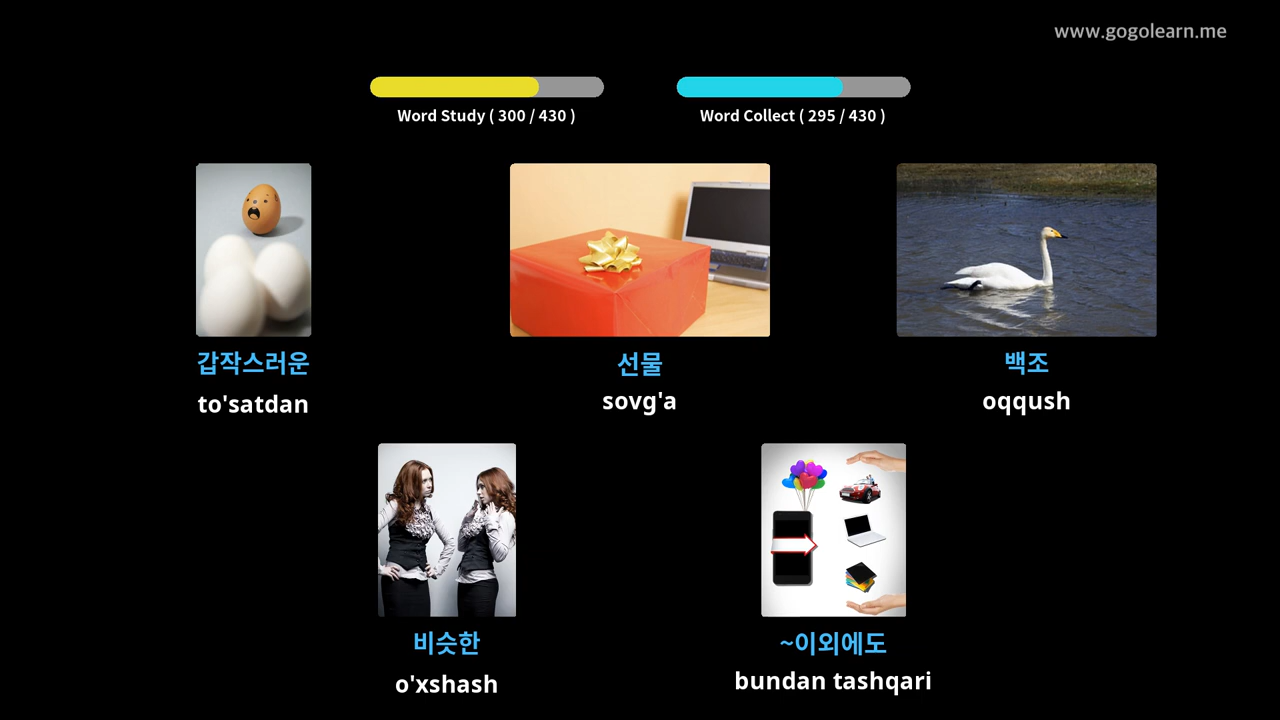 www.gogolearn.me
Word Study ( 300 / 430 )
Word Collect ( 295 / 430 )
갑작스러운
to'satdan
선물
sovg'a
백조
oqqush
비슷한
o'xshash
~이외에도
bundan tashqari